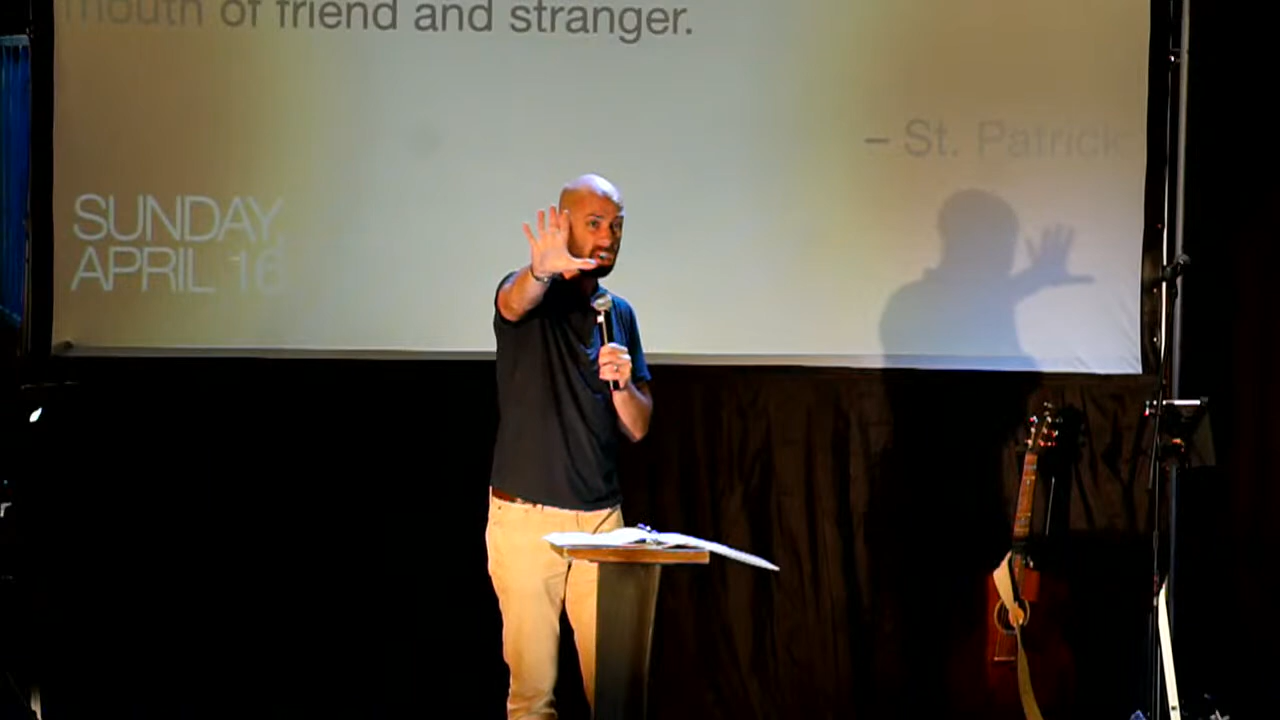 mouth of friend and stranger.
– St. Patrick
SUNDAY
APRIL 16